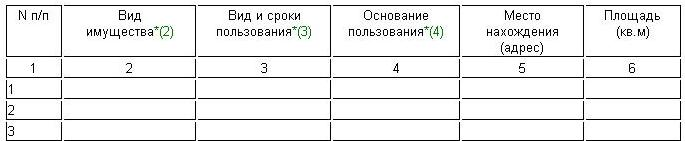 N п/п Вид Вид и сроки Основание Место Площадь
имущества*(2) пользования*(3) пользования*(4) нахождения (кв.м)
(адрес)
1 2 3 4 5 6
1
2
3